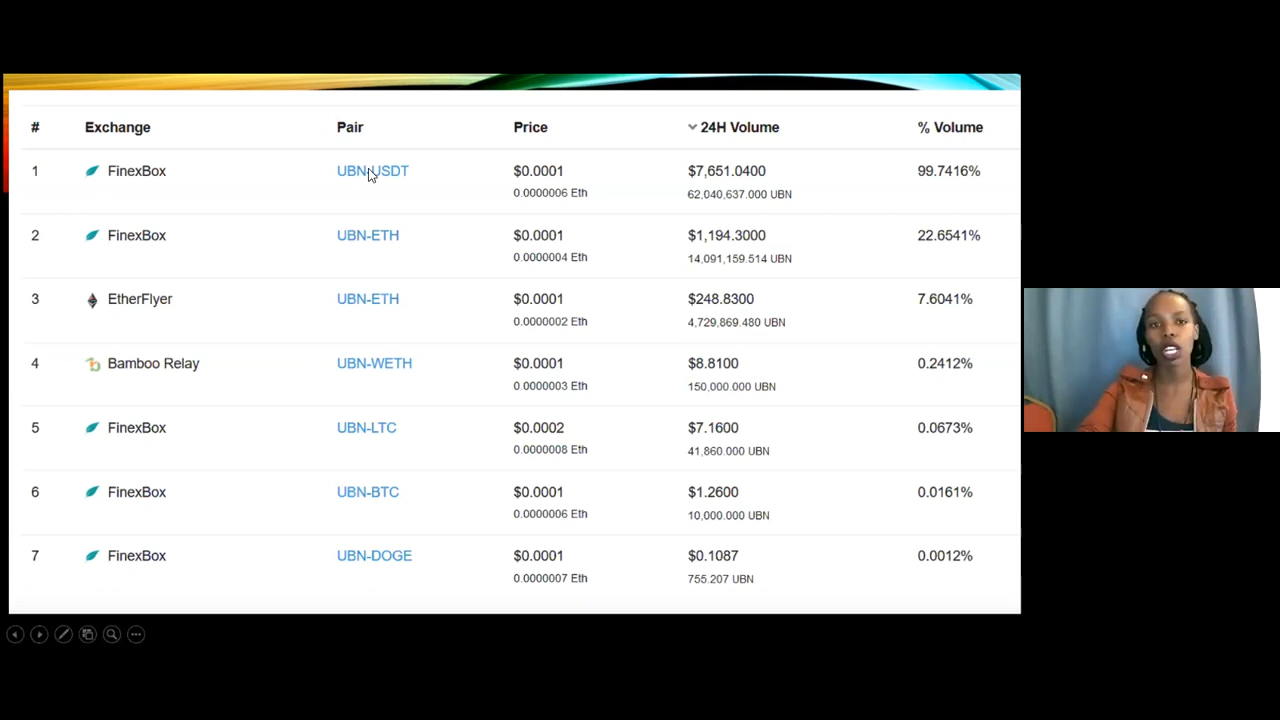 # Exchange Pair Price 24H Volume % Volume
1 FinexBox UBN-USDT $0.0001 $7,651.0400 99.7416%
0.0000006 Eth 62,040,637.000 UBN
2 FinexBox UBN-ETH $0.0001 $1,194.3000 22.6541%
0.0000004 Eth 14,091,159.514 UBN
3 EtherFlyer UBN-ETH $0.0001 $248.8300 7.6041%
0.0000002 Eth 4,729,869.480 UBN
4 Bamboo Relay UBN-WETH $0.0001 $8.8100 0.2412%
0.0000003 Eth 150,000.000 UBN
5 FinexBox UBN-LTC $0.0002 $7.1600 0.0673%
0.0000008 Eth 41,860.000 UBN
6 FinexBox UBN-BTC $0.0001 $1.2600 0.0161%
0.0000006 Eth 10,000.000 UBN
7 FinexBox UBN-DOGE $0.0001 $0.1087 0.0012%
0.0000007 Eth 755.207 UBN